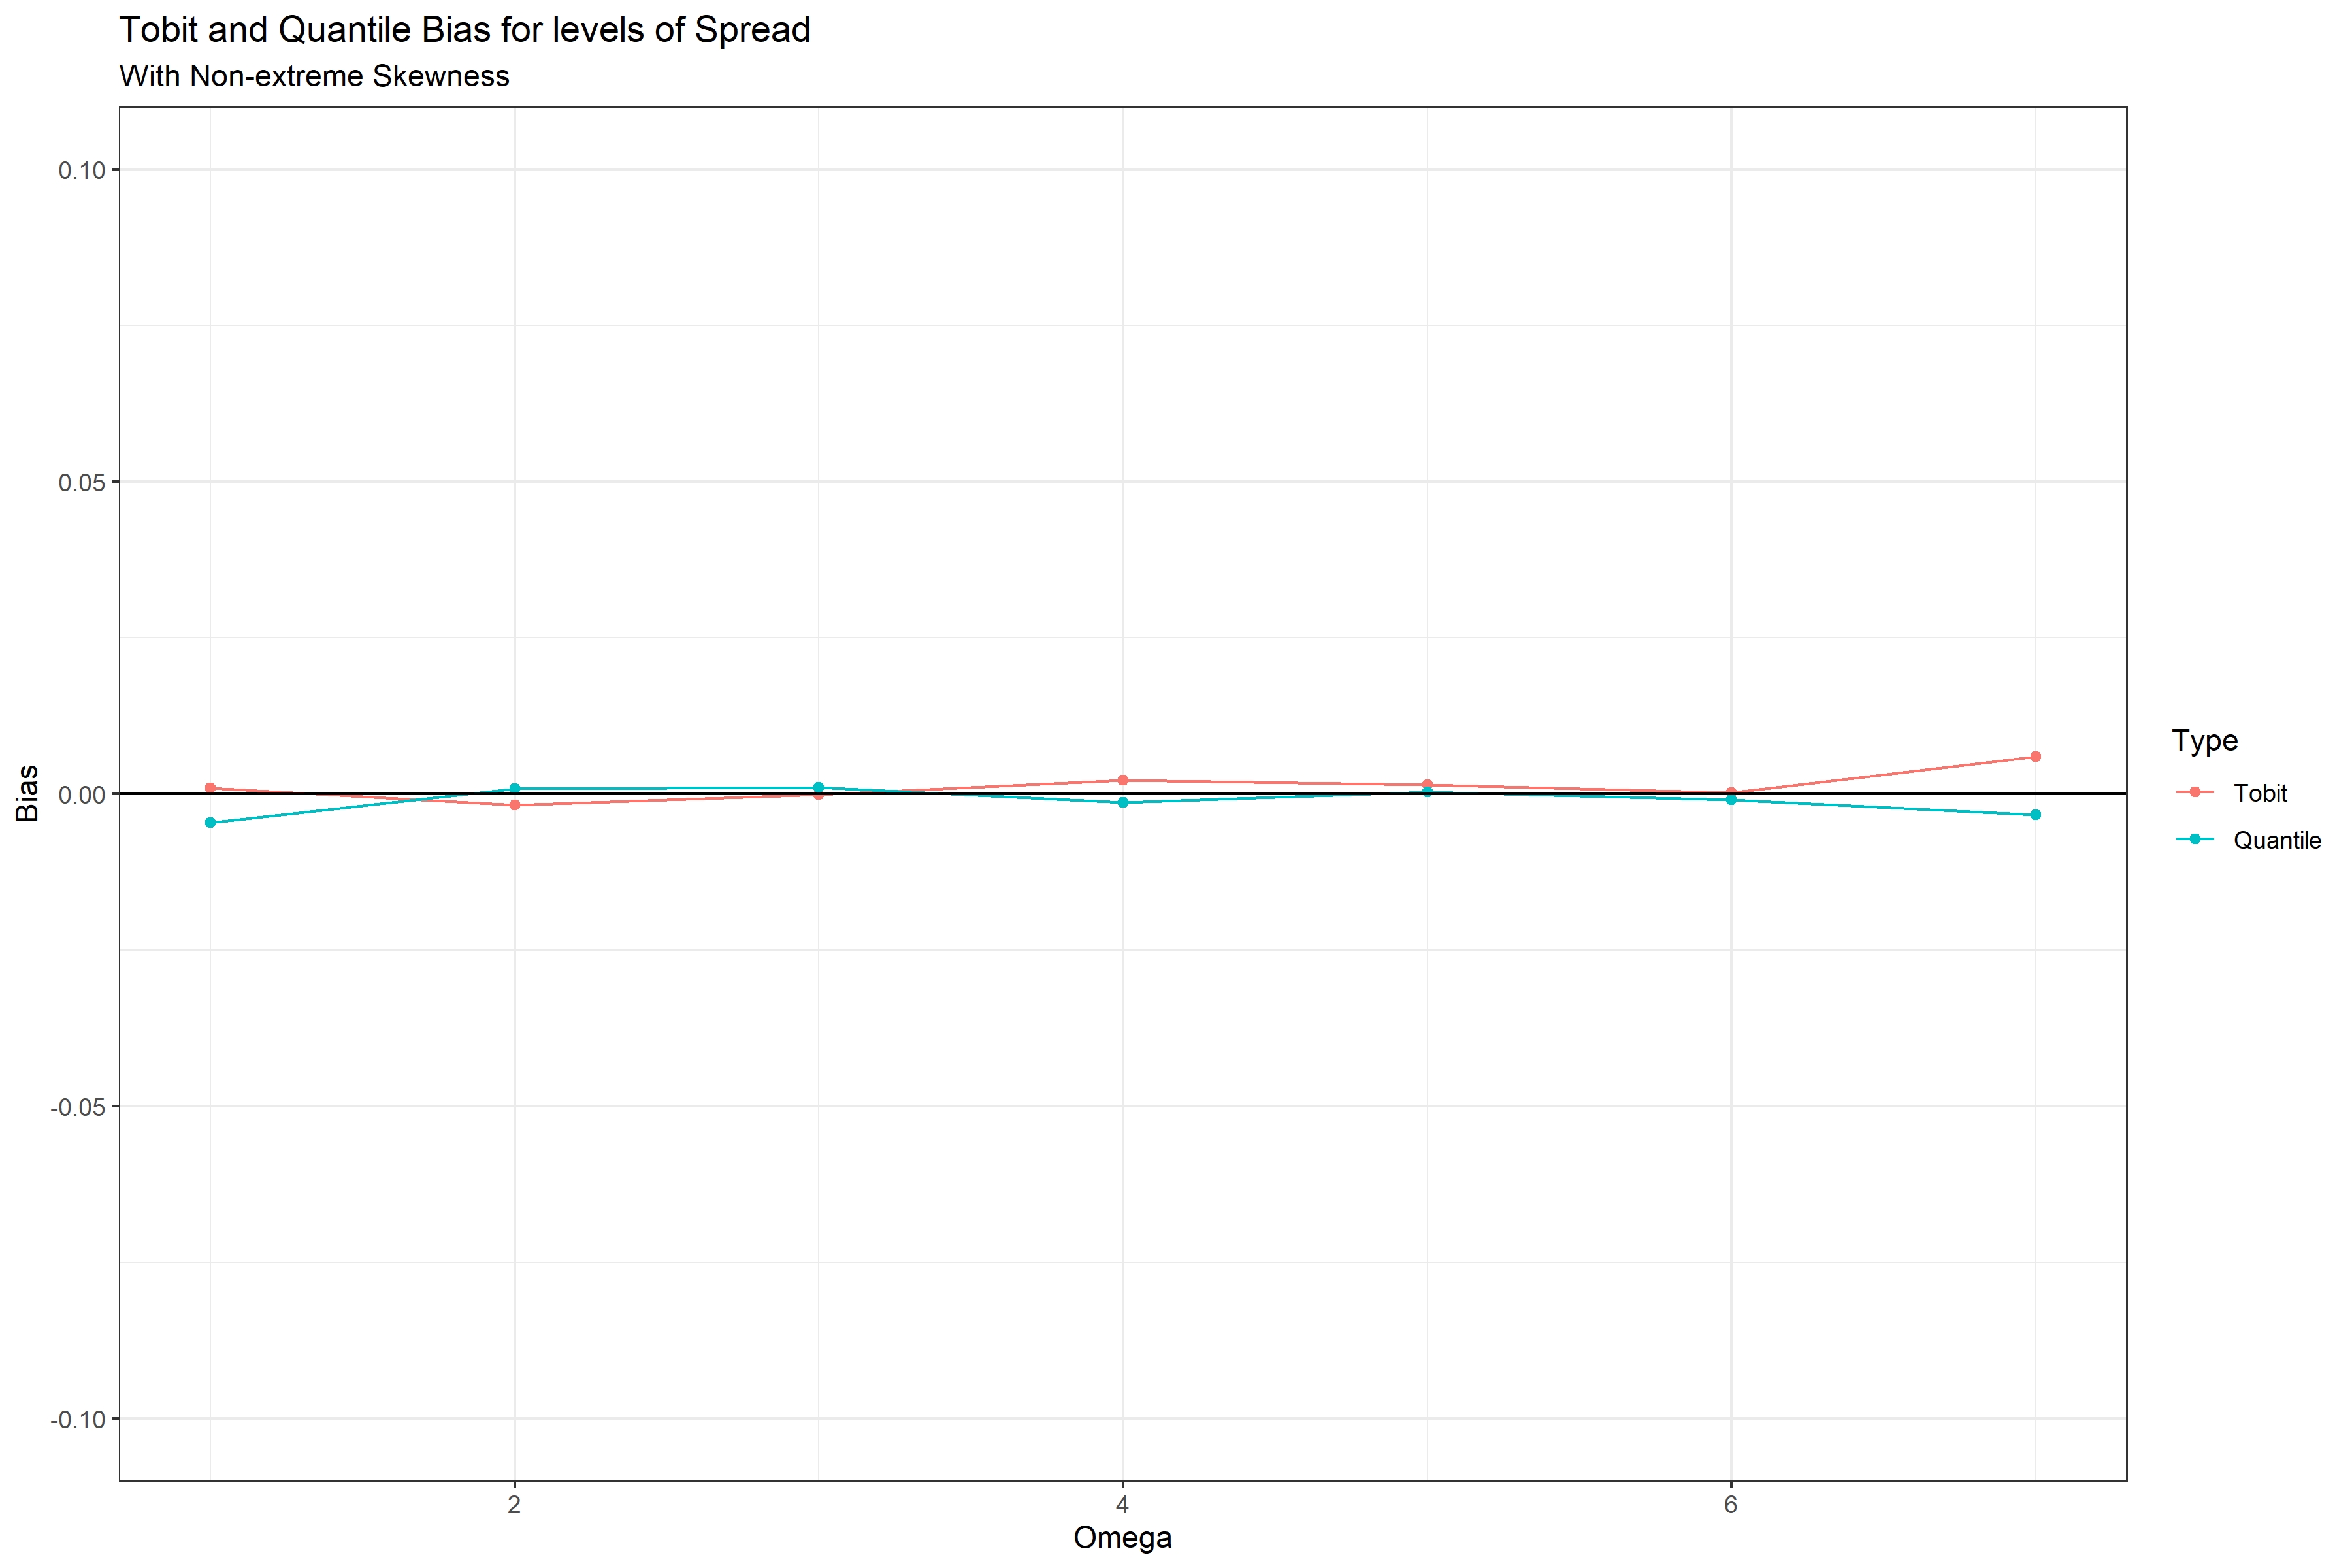 Tobit and Quantile Bias for levels of Spread
With Non-extreme Skewness
0.10
0.05
0.00
-0.05
-0.10
Bias
2
4
6
Omega
Type
Tobit
Quantile